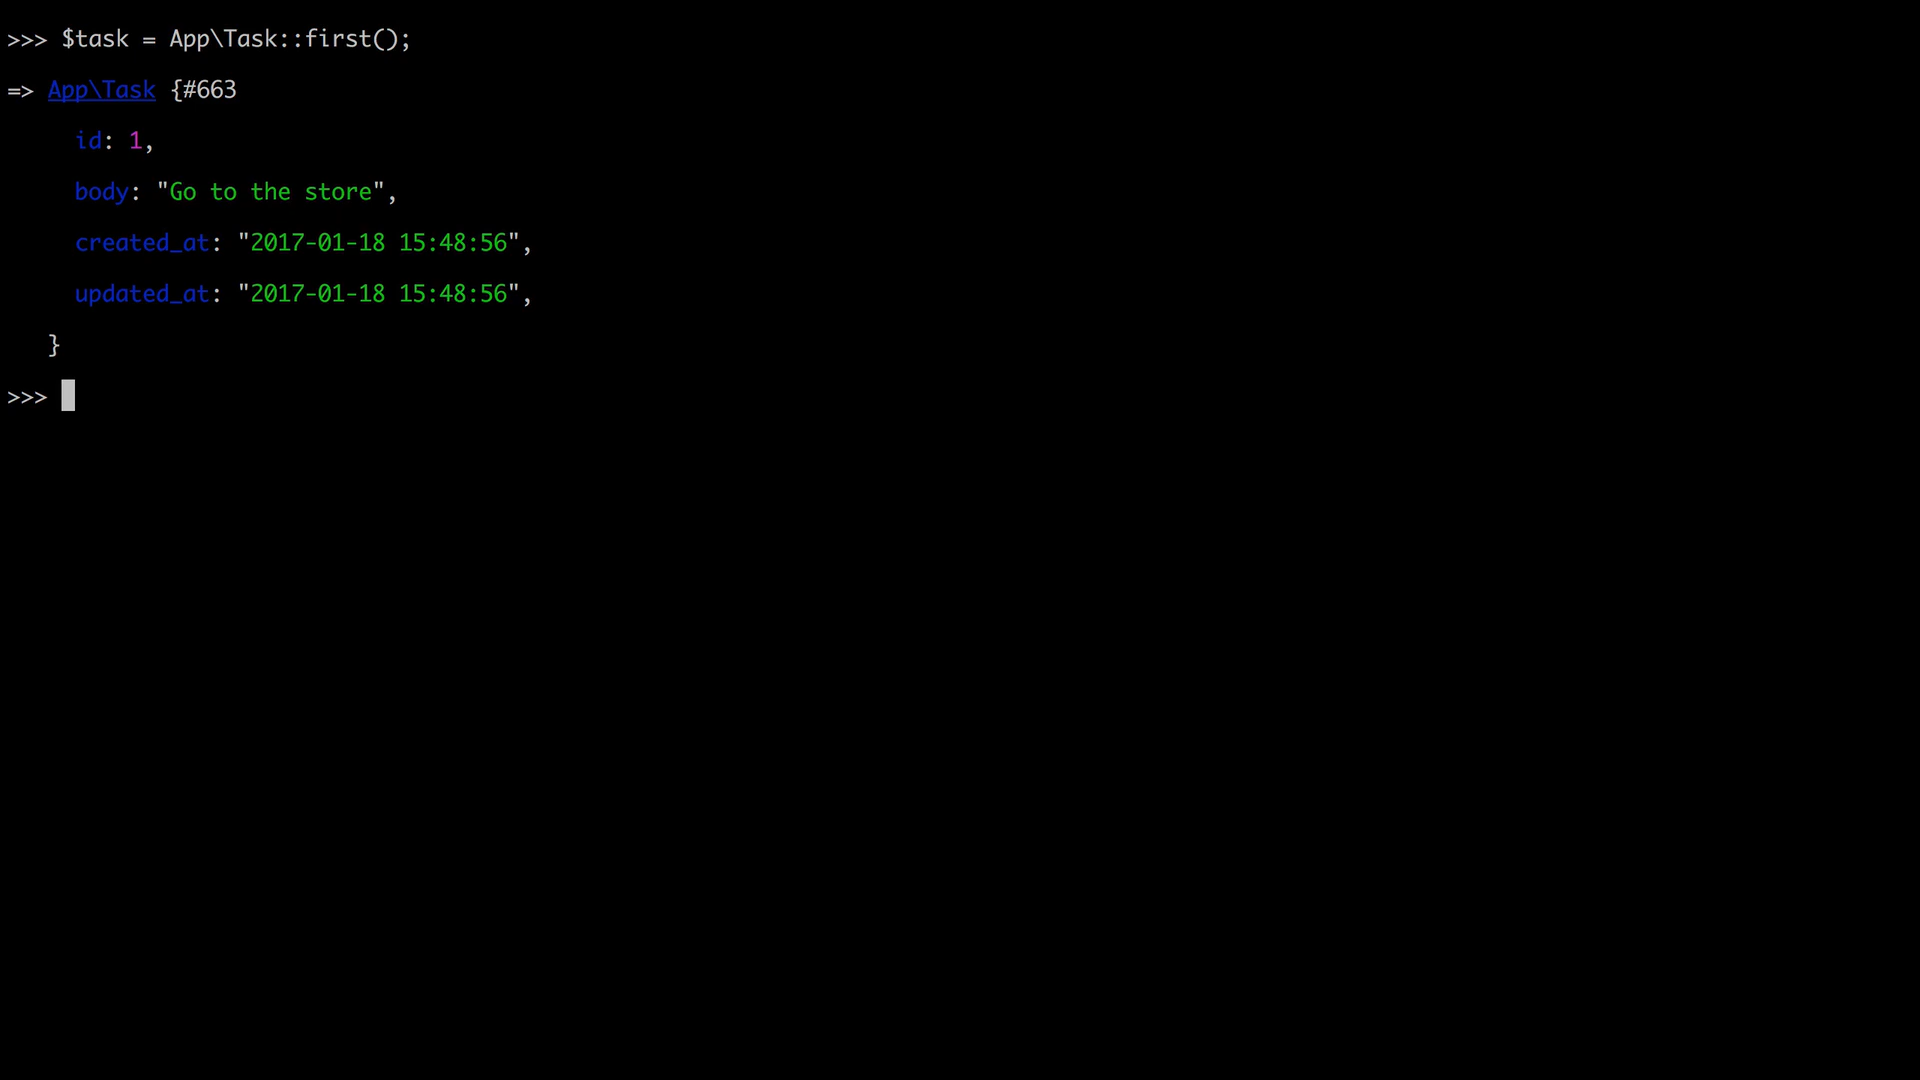 >>> $task = App\Task::first();
=> App\Task {#663
id: 1,
body: "Go to the store",
created_at: "2017-01-18 15:48:56",
updated_at: "2017-01-18 15:48:56",
}
>>>